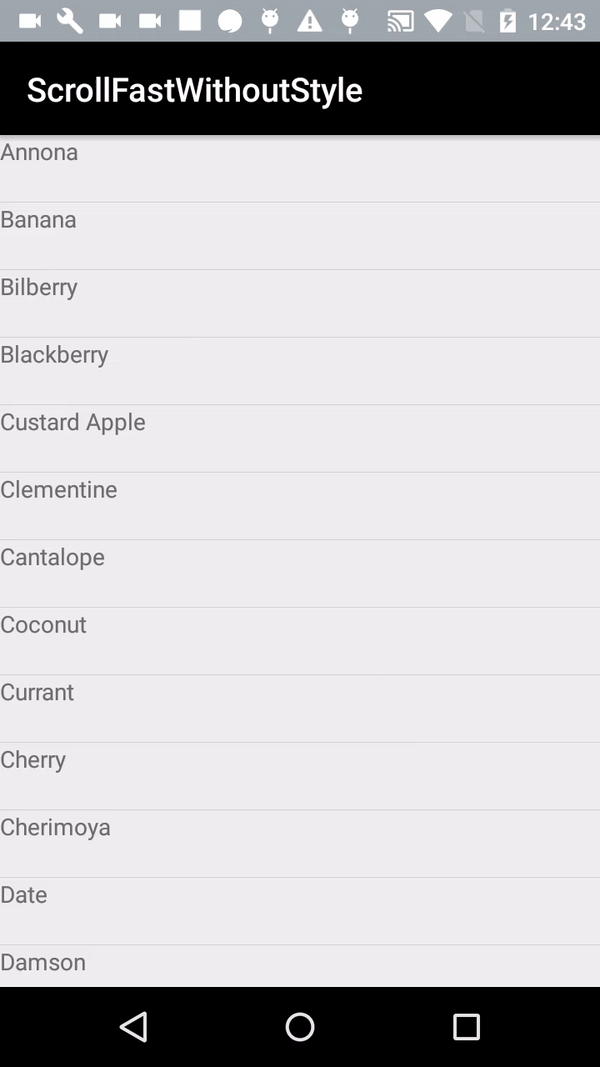 12:43
ScrollFastWithoutStyle
Annona
Banana
Bilberry
Blackberry
Custard Apple
Clementine
Cantalope
Coconut
Currant
Cherry
Cherimoya
Date
Damson